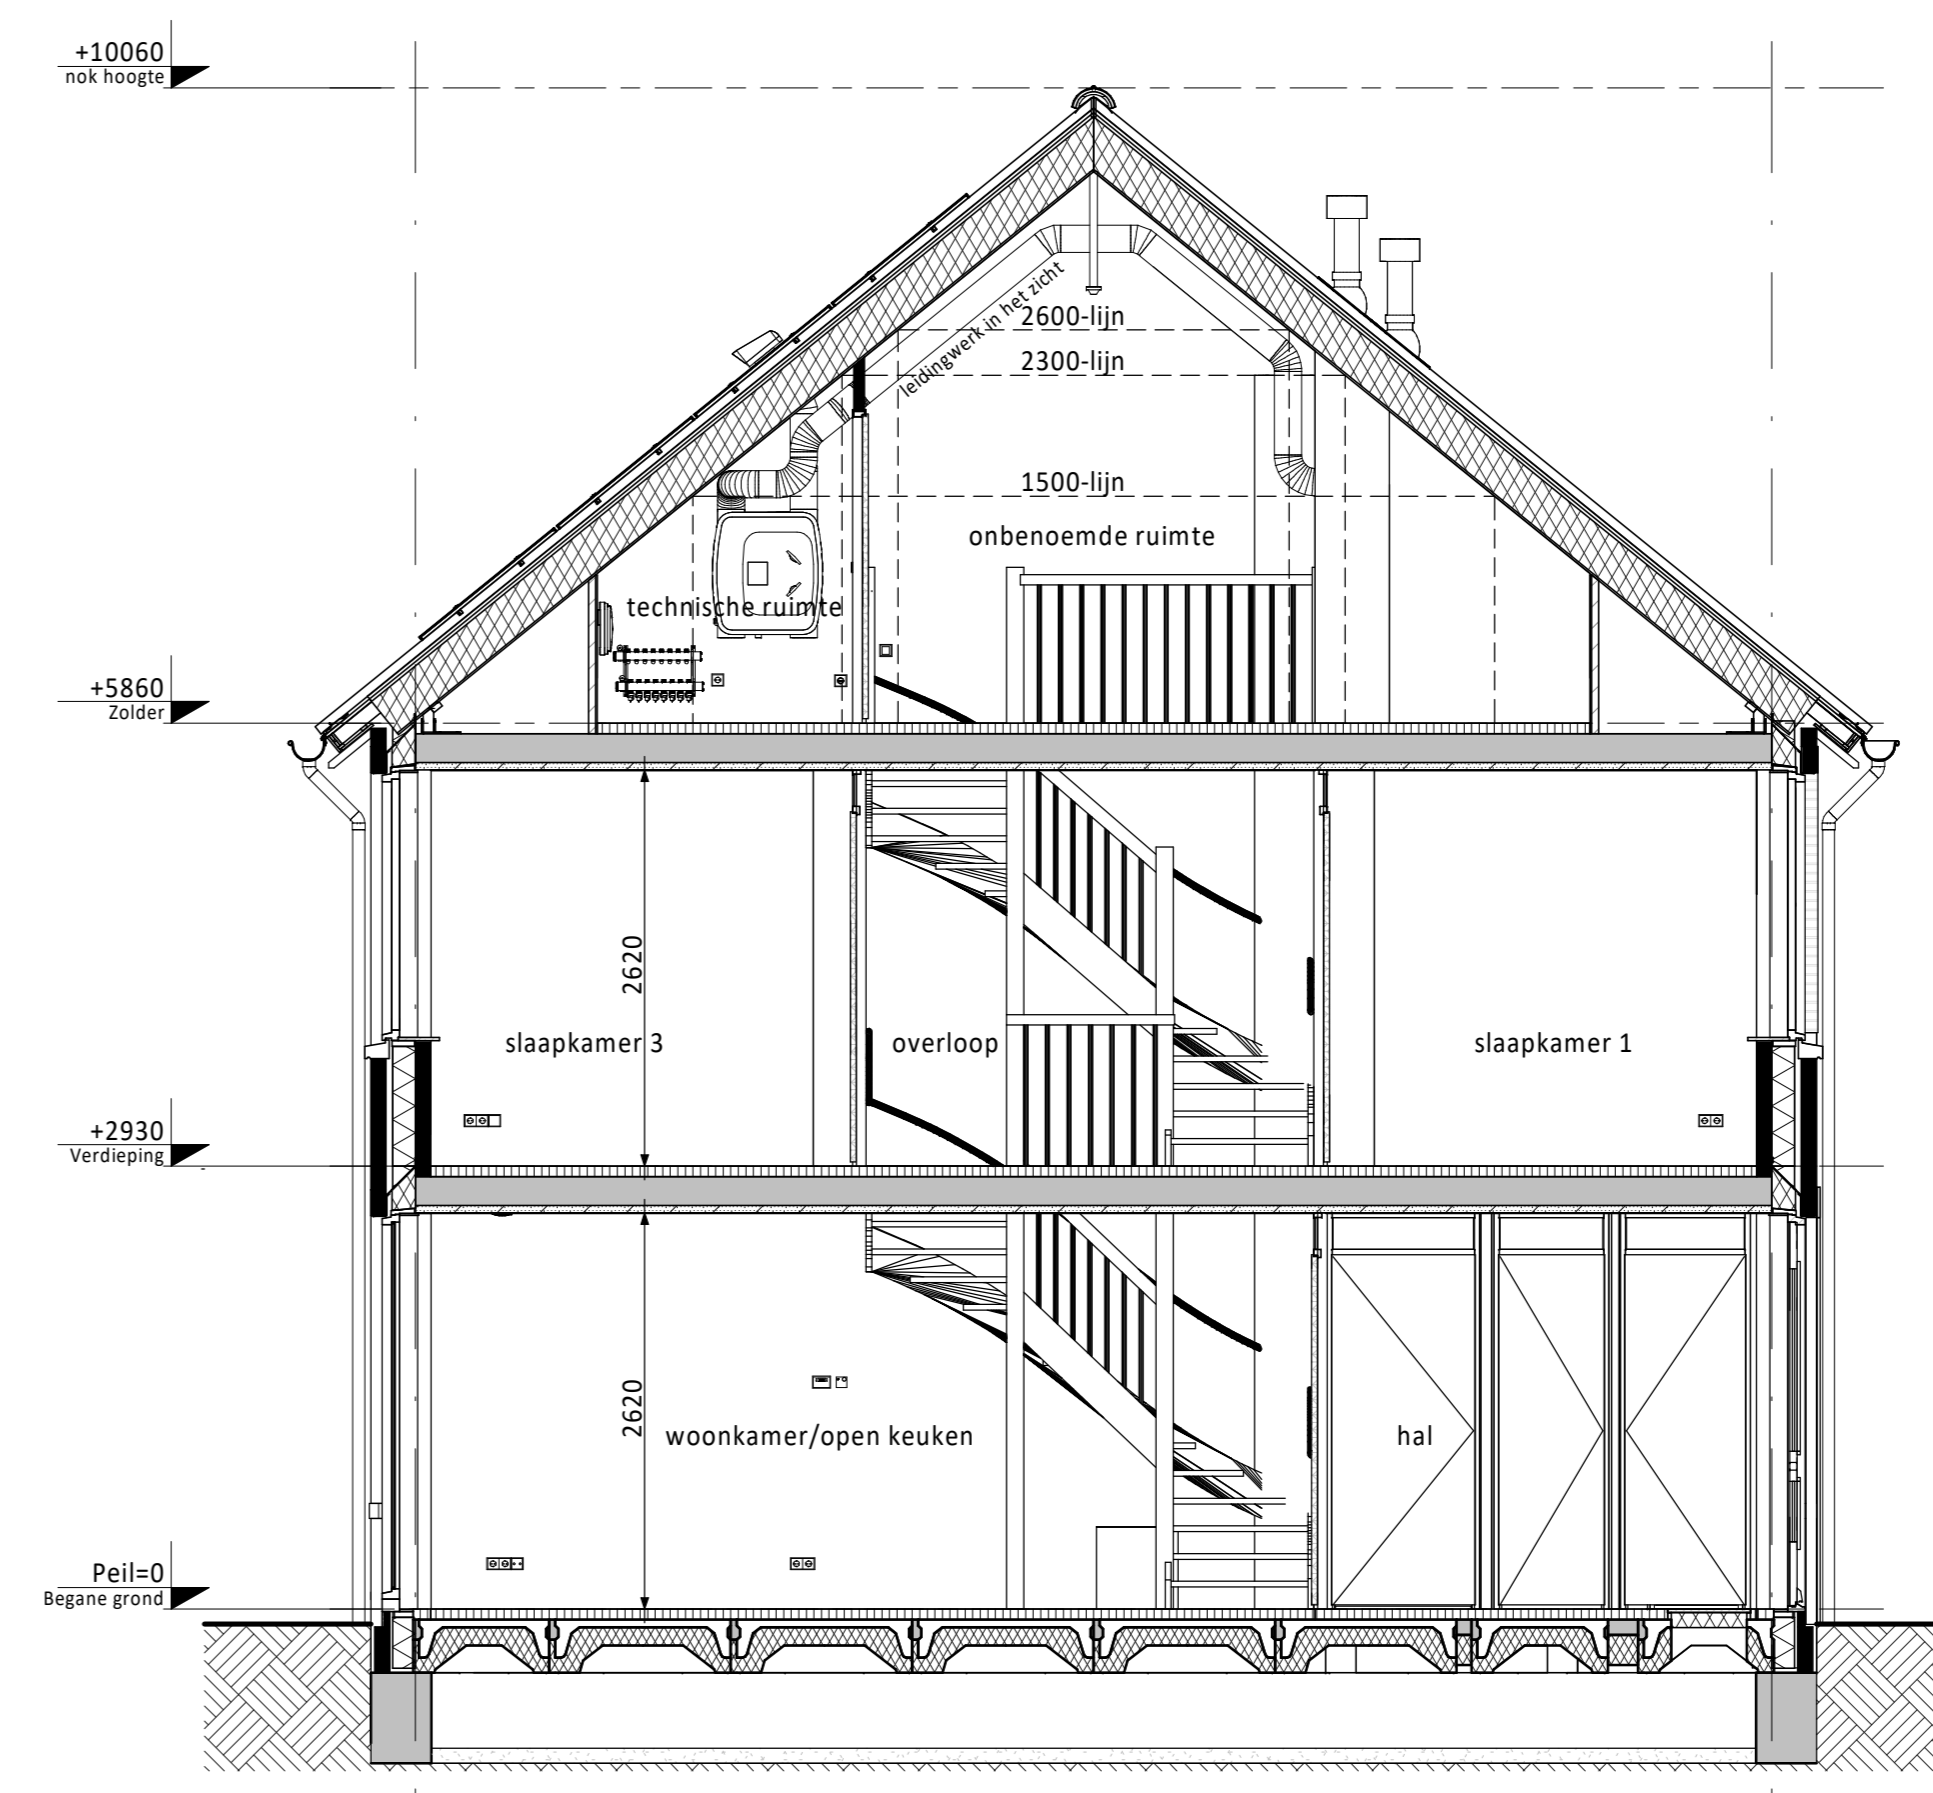 +10060
nok hoogte
leidingwerk in het zicht
2600-lijn
2300-lijn
1500-lijn
onbenoemde ruimte
technische ruimte
+5860
Zolder
2620
slaapkamer 3
overloop
slaapkamer 1
+2930
Verdieping
2620
woonkamer/open keuken
hal
Peil=0
Begane grond